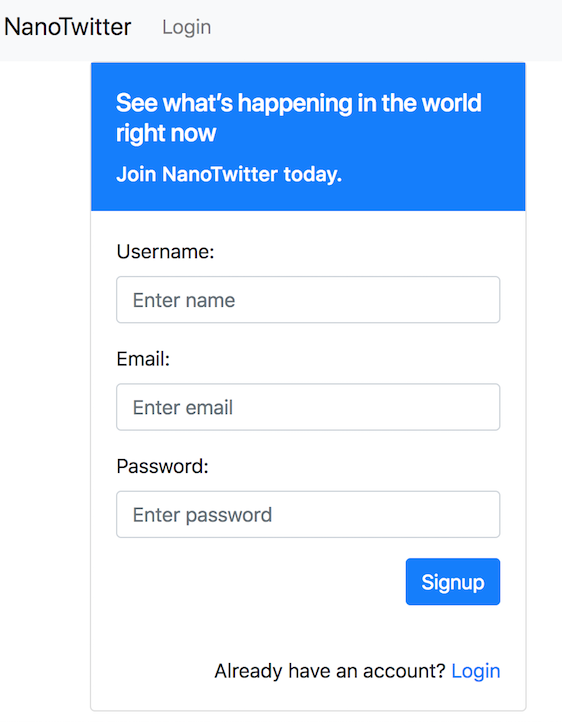 NanoTwitter Login
See what’s happening in the world
right now
Join NanoTwitter today.
Username:
Enter name
Email:
Enter email
Password:
Enter password
Signup
Already have an account? Login